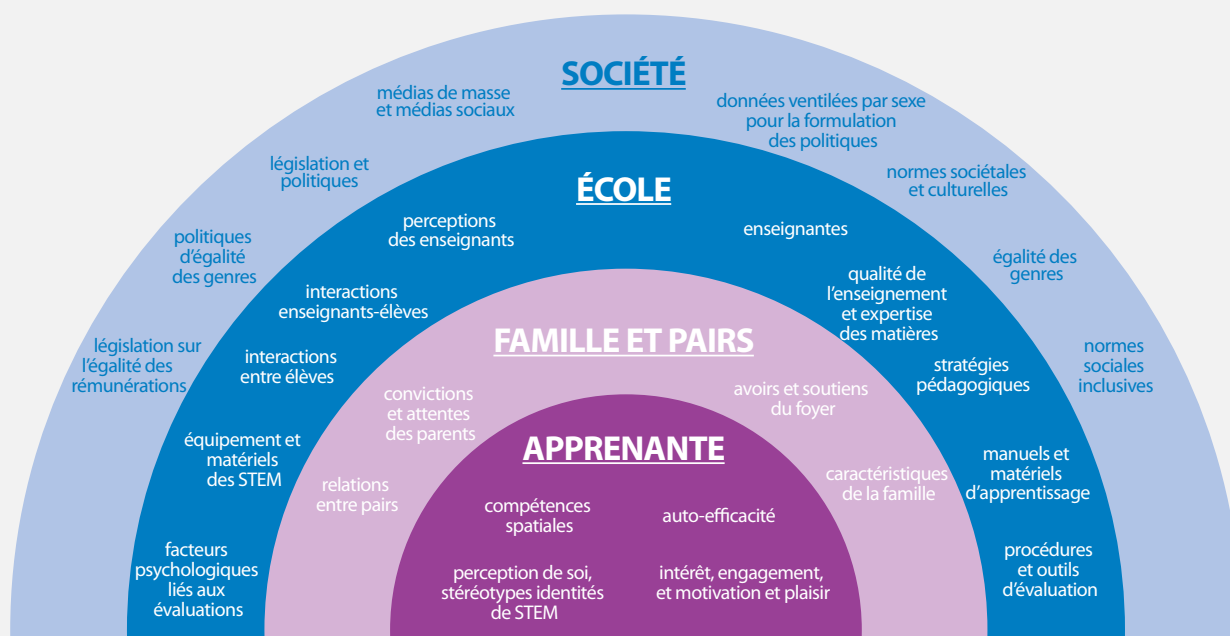 SOCIÉTÉ
médias de masse
et médias sociaux
données ventilées par sexe
pour la formulation
des politiques
législation et
politiques
normes sociétales
et culturelles
politiques
d’égalité
des genres
égalité des
genres
législation sur
l’égalité des
rémunérations
normes
sociales
inclusives
ÉCOLE
perceptions
des enseignants
enseignantes
interactions
enseignants-élèves
qualité de
l’enseignement
et expertise
des matières
interactions
entre élèves
stratégies
pédagogiques
équipement et
matériels
des STEM
manuels et
matériels
d’apprentissage
facteurs
psychologiques
liés aux
évaluations
procédures
et outils
d’évaluation
FAMILLE ET PAIRS
convictions
et attentes
des parents
avoirs et soutiens
du foyer
relations
entre pairs
caractéristiques
de la famille
APPRENANTE
compétences
spatiales
auto-efficacité
perception de soi,
stéréotypes identités
de STEM
intérêt, engagement,
et motivation et plaisir